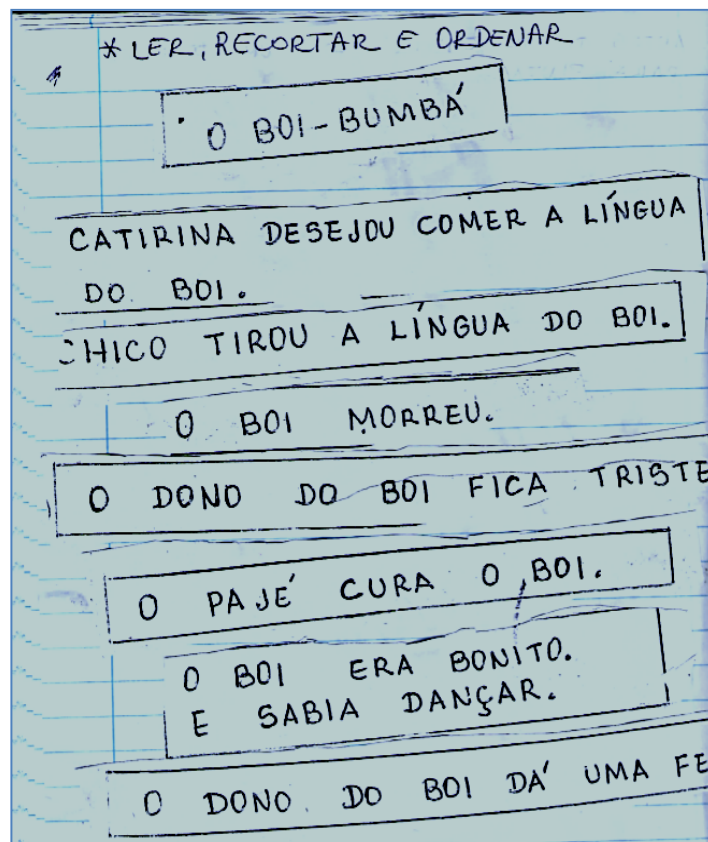 * LER, RECORTAR E ORDENAR
O BOI-BUMBÁ
CATIRINA DESEJOU COMER A LÍNGUA
DO BOI.
CHICO TIROU A LÍNGUA DO BOI.
O BOI MORREU.
O DONO DO BOI FICA TRISTE
O PAJÉ CURA O BOI.
O BOI ERA BONITO.
E SABIA DANÇAR.
O DONO DO BOI DÁ UMA FE